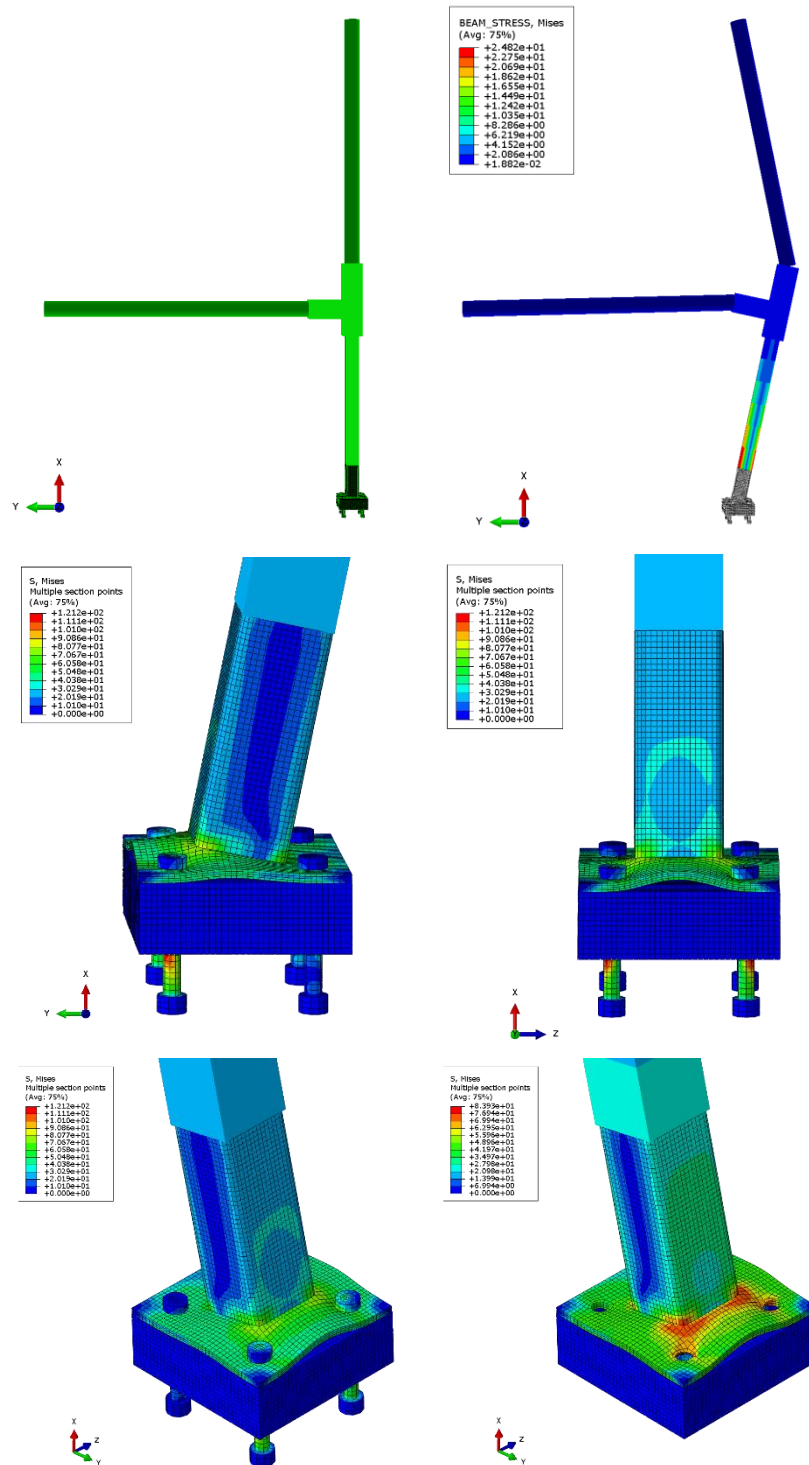 X
Y
BEAM_STRESS, Mises
(Avg: 75%)
+2.482e+01
+2.275e+01
+2.069e+01
+1.862e+01
+1.655e+01
+1.449e+01
+1.242e+01
+1.035e+01
+8.286e+00
+6.219e+00
+4.152e+00
+2.086e+00
+1.882e-02
X
Y
S, Mises
Multiple section points
(Avg: 75%)
+1.212e+02
+1.111e+02
+1.010e+02
+9.086e+01
+8.077e+01
+7.067e+01
+6.058e+01
+5.048e+01
+4.038e+01
+3.029e+01
+2.019e+01
+1.010e+01
+0.000e+00
X
Y
S, Mises
Multiple section points
(Avg: 75%)
+1.212e+02
+1.111e+02
+1.010e+02
+9.086e+01
+8.077e+01
+7.067e+01
+6.058e+01
+5.048e+01
+4.038e+01
+3.029e+01
+2.019e+01
+1.010e+01
+0.000e+00
X
Y
Z
S, Mises
Multiple section points
(Avg: 75%)
+1.212e+02
+1.111e+02
+1.010e+02
+9.086e+01
+8.077e+01
+7.067e+01
+6.058e+01
+5.048e+01
+4.038e+01
+3.029e+01
+2.019e+01
+1.010e+01
+0.000e+00
X
Z
Y
S, Mises
Multiple section points
(Avg: 75%)
+8.393e+01
+7.694e+01
+6.994e+01
+6.295e+01
+5.596e+01
+4.896e+01
+4.197e+01
+3.497e+01
+2.798e+01
+2.098e+01
+1.399e+01
+6.994e+00
+0.000e+00
X
Z
Y